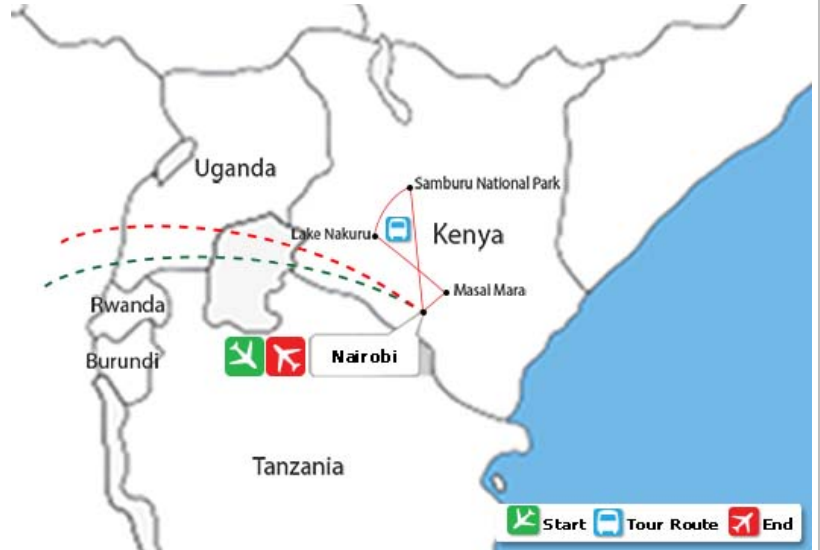 Uganda
Samburu National Park
Lake Nakuru
Kenya
Masai Mara
Rwanda
Nairobi
Burundi
Tanzania
Start Tour Route End